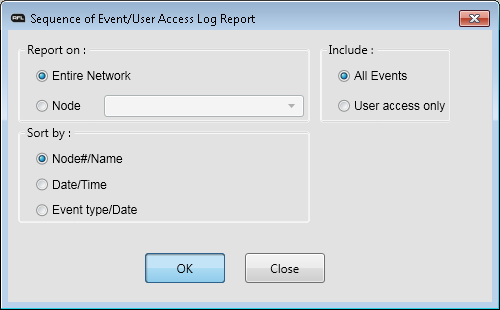 AFL Sequence of Event/User Access Log Report
Report on :
Entire Network
Node
Include :
All Events
User access only
Sort by :
Node#/Name
Date/Time
Event type/Date
OK
Close